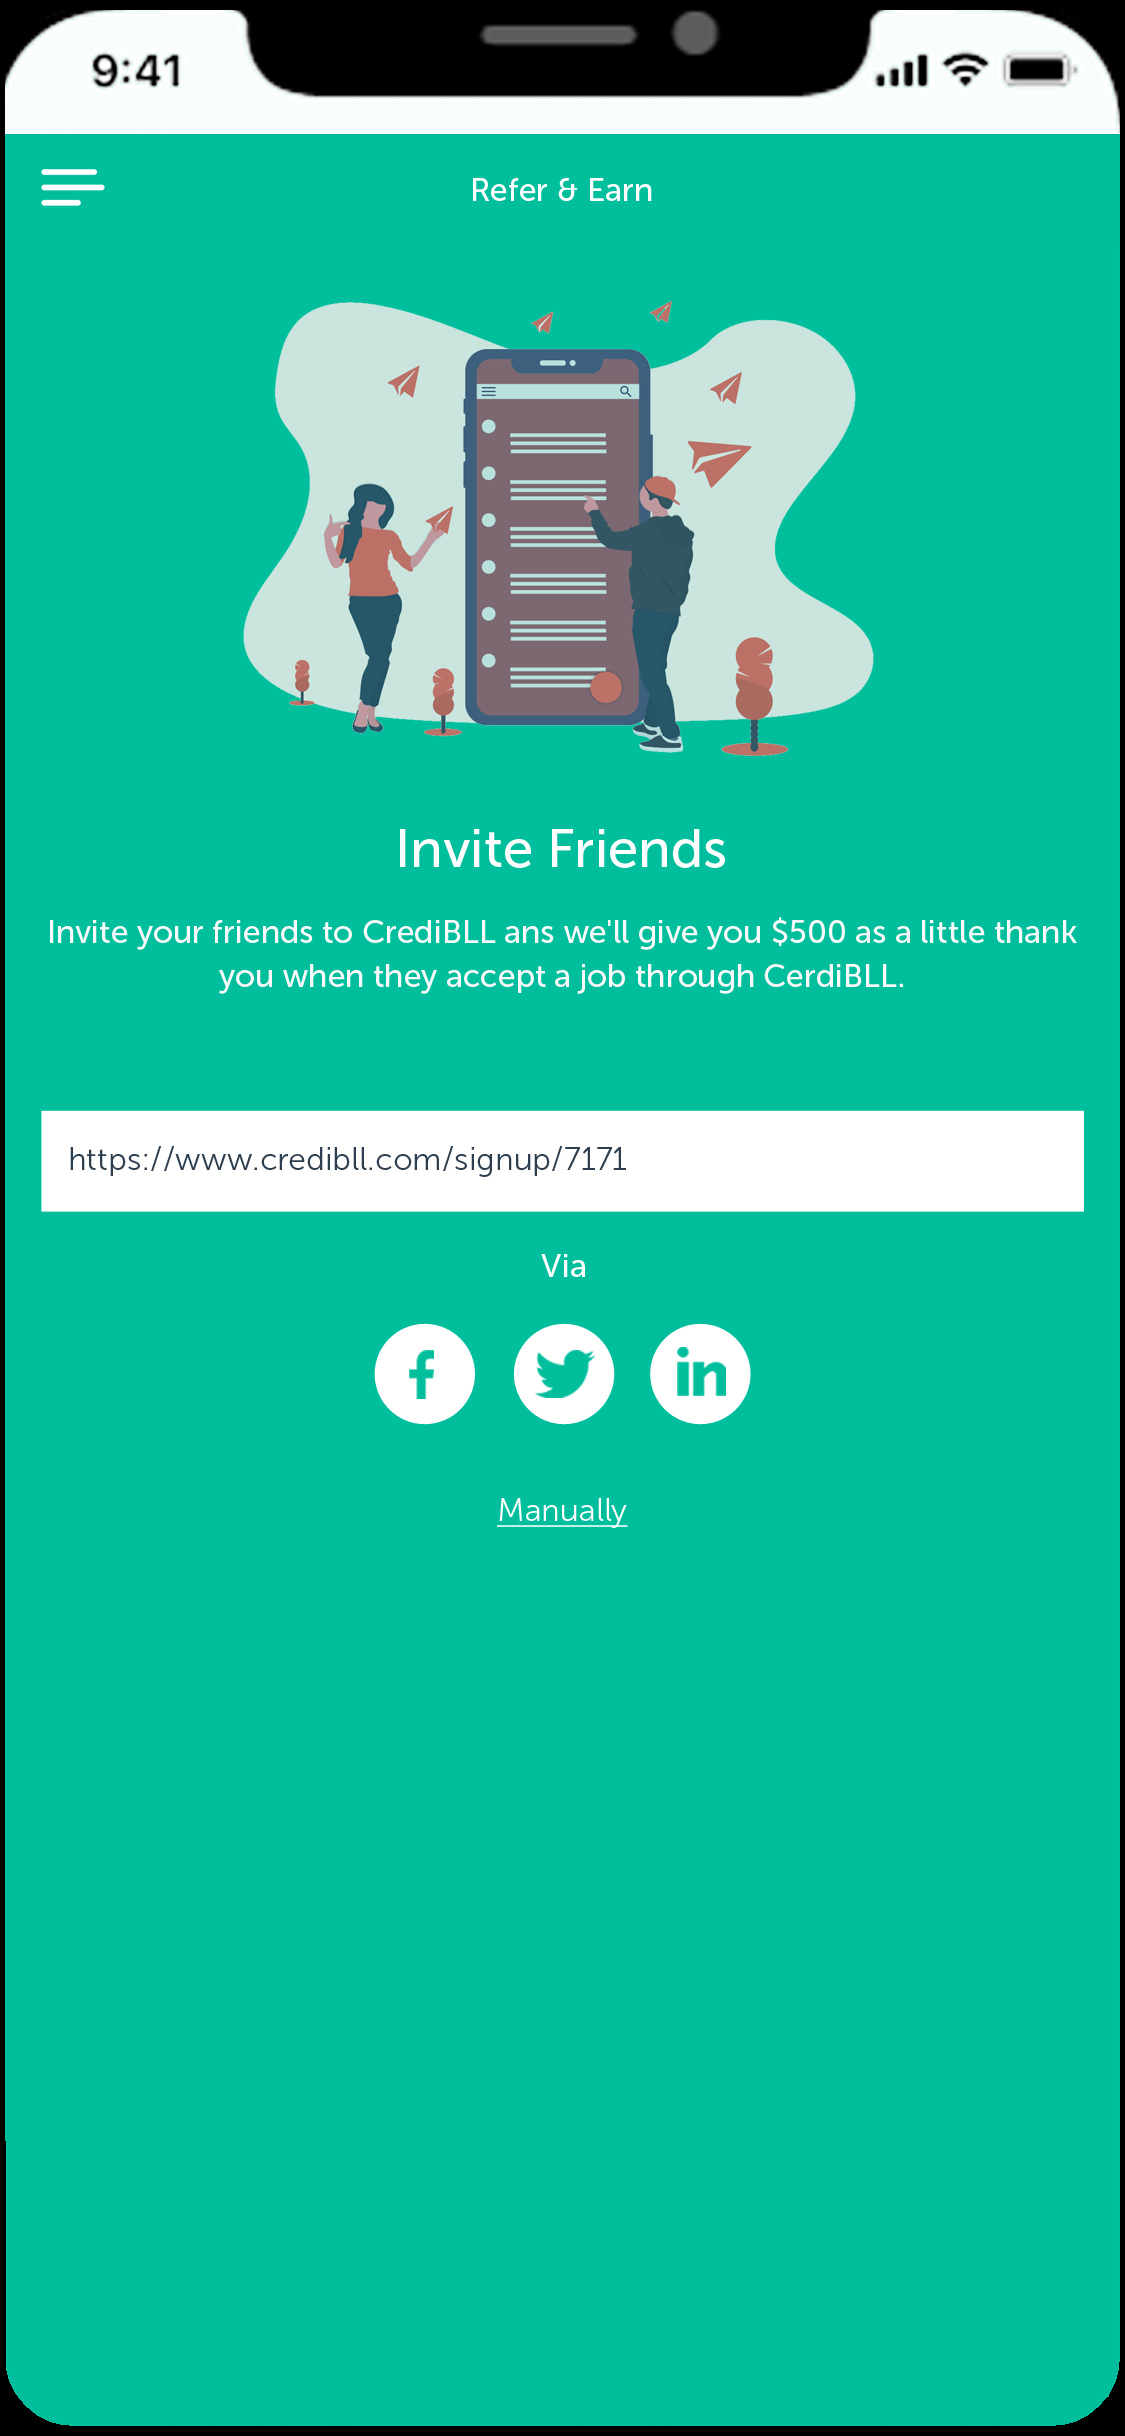 9:41
Refer & Earn
Invite Friends
Invite your friends to CrediBLL ans we'll give you $500 as a little thank
you when they accept a job through CerdiBLL.
https://www.credibll.com/signup/7171
Via
f
in
Manually